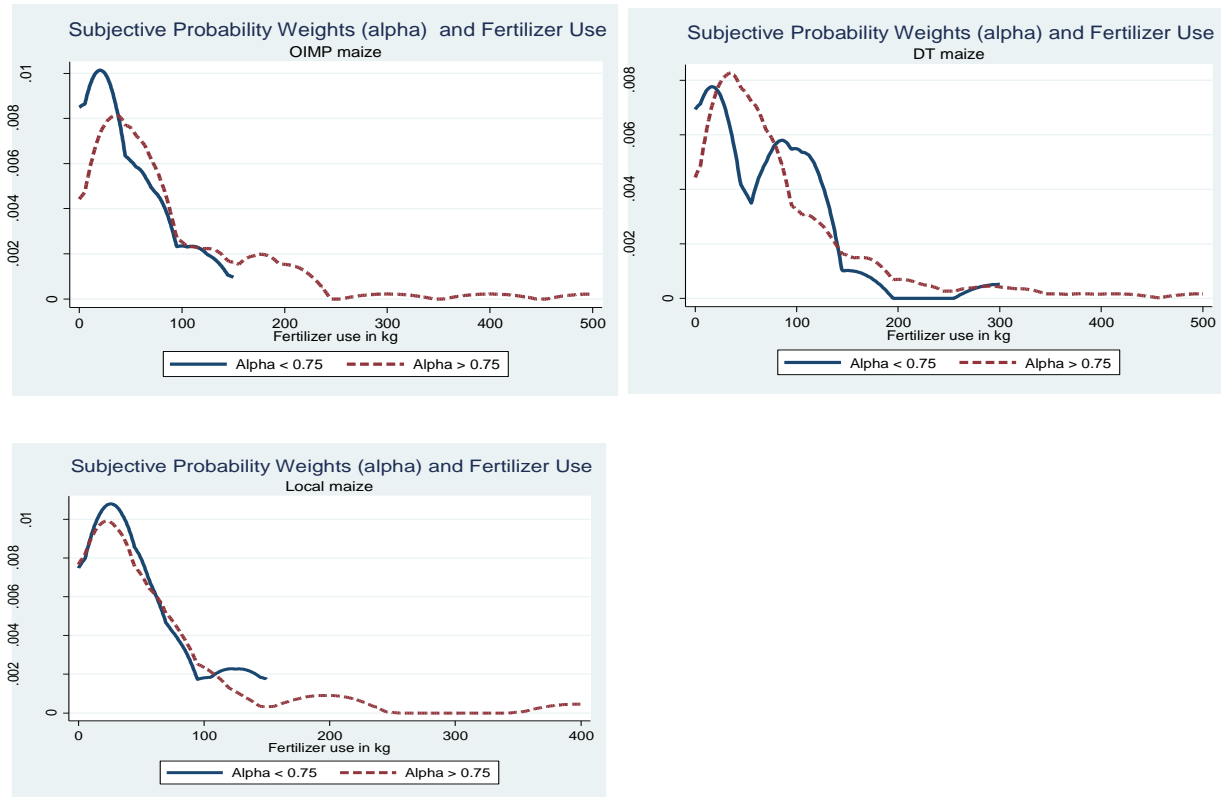 Subjective Probability Weights (alpha)  and Fertilizer Use
OIMP maize
.01
.008
.006
.004
.002
0
0 100 200 300 400 500
Fertilizer use in kg
Alpha < 0.75 Alpha > 0.75
Subjective Probability Weights (alpha) and Fertilizer Use
DT maize
.008
.006
.004
.002
0
0 100 200 300 400 500
Fertilizer use in kg
Alpha < 0.75 Alpha > 0.75
Subjective Probability Weights (alpha)  and Fertilizer Use
Local maize
.01
.008
.006
.004
.002
0
0 100 200 300 400
Fertilizer use in kg
Alpha < 0.75 Alpha > 0.75